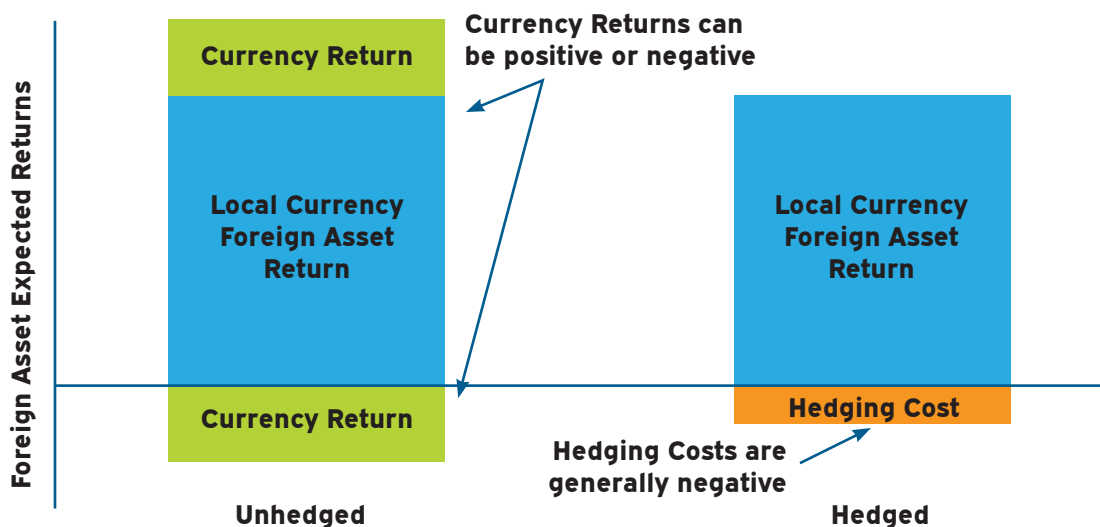 Foreign Asset Expected Returns
Currency Return
Currency Returns can
be positive or negative
Local Currency
Foreign Asset
Return
Local Currency
Foreign Asset
Return
Currency Return
Hedging Cost
Hedging Costs are
generally negative
Unhedged
Hedged